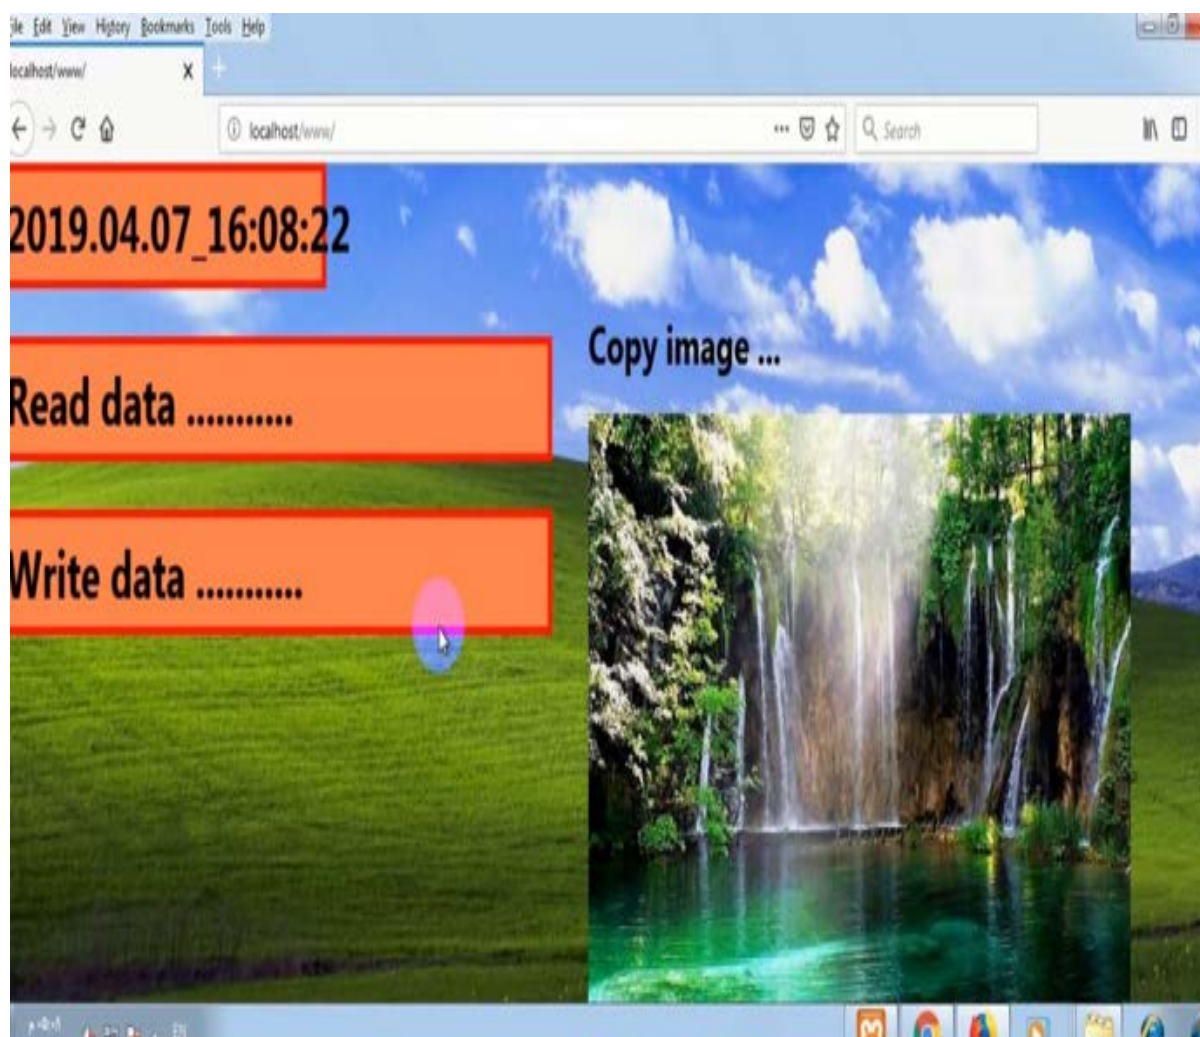 File Edit View History Bookmarks Tools Help
localhost/www/
localhost/www/
Search
2019.04.07_16:08:22
Read data ...........
Copy image ...
Write data ...........
EN